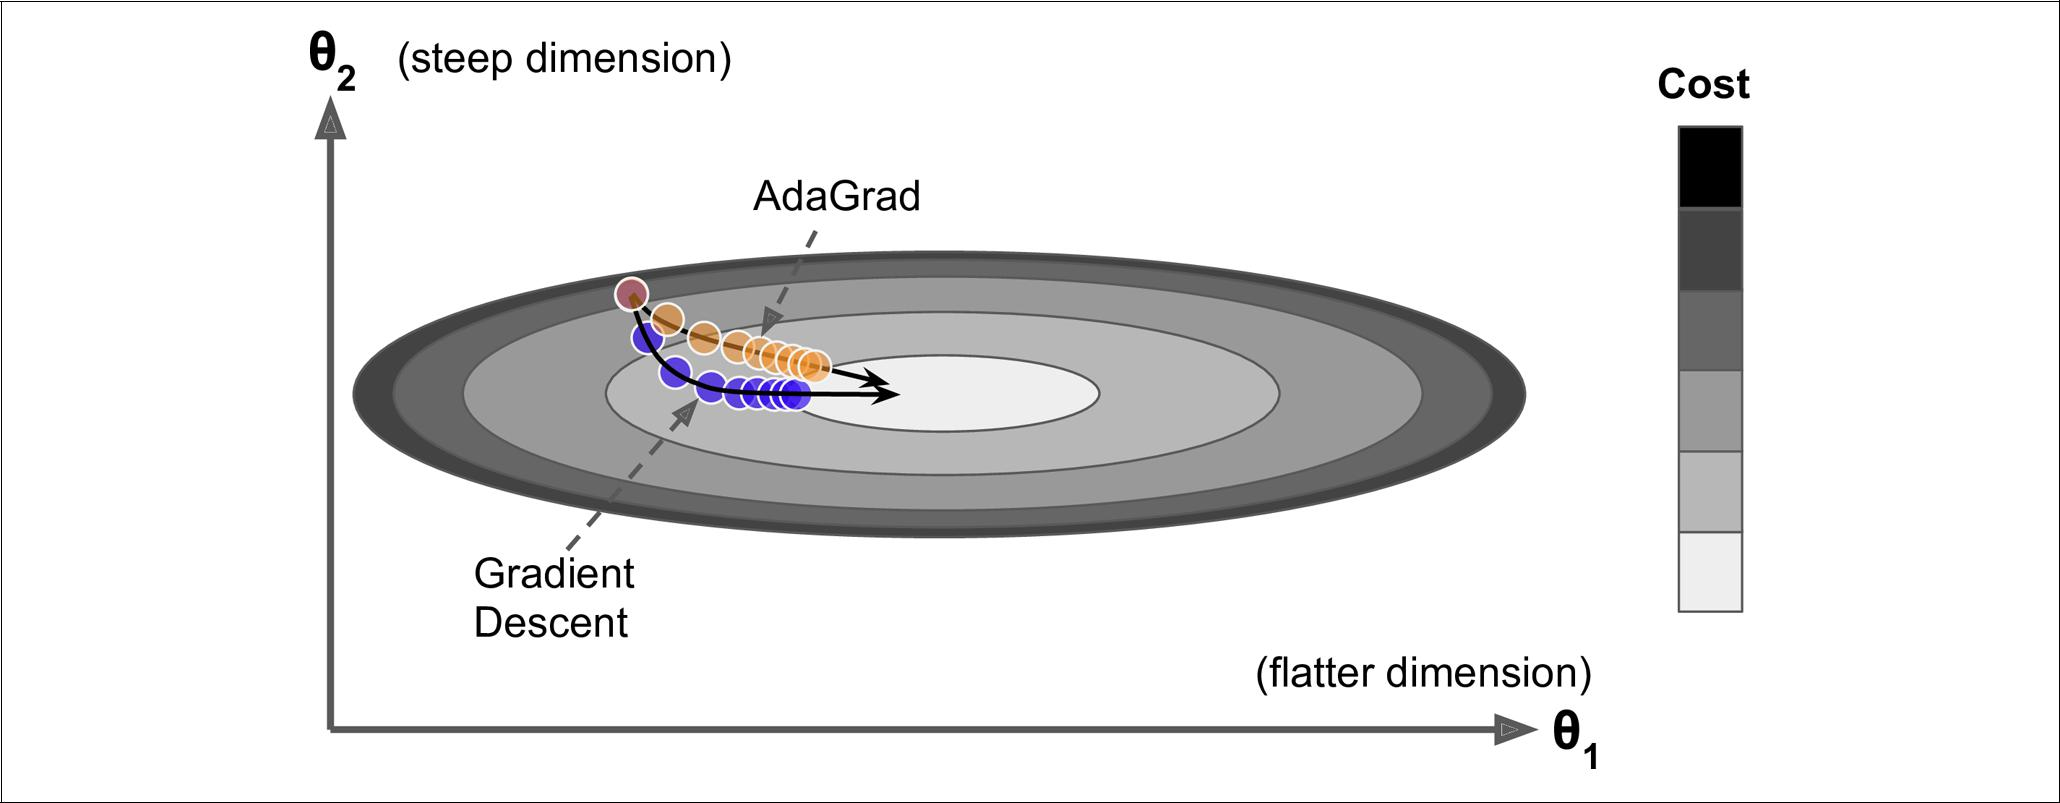 θ2 (steep dimension)
Cost
AdaGrad
Gradient
Descent
(flatter dimension)
θ1